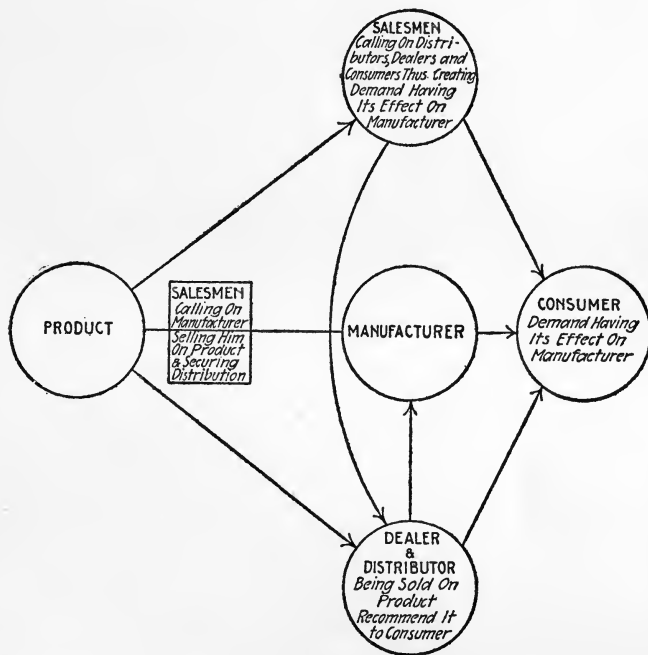 SALESMEN
Calling On Distri-
butors, Dealers and
Consumers Thus Creating
Demand Having
Its Effect On
Manufacturer
PRODUCT
SALESMEN
Calling On
Manufacturer
Selling Him
On Product
& Securing
Distribution
MANUFACTURER
CONSUMER
Demand Having
Its Effect On
Manufacturer
DEALER
&
DISTRIBUTOR
Being Sold On
Product
Recommend It
to Consumer